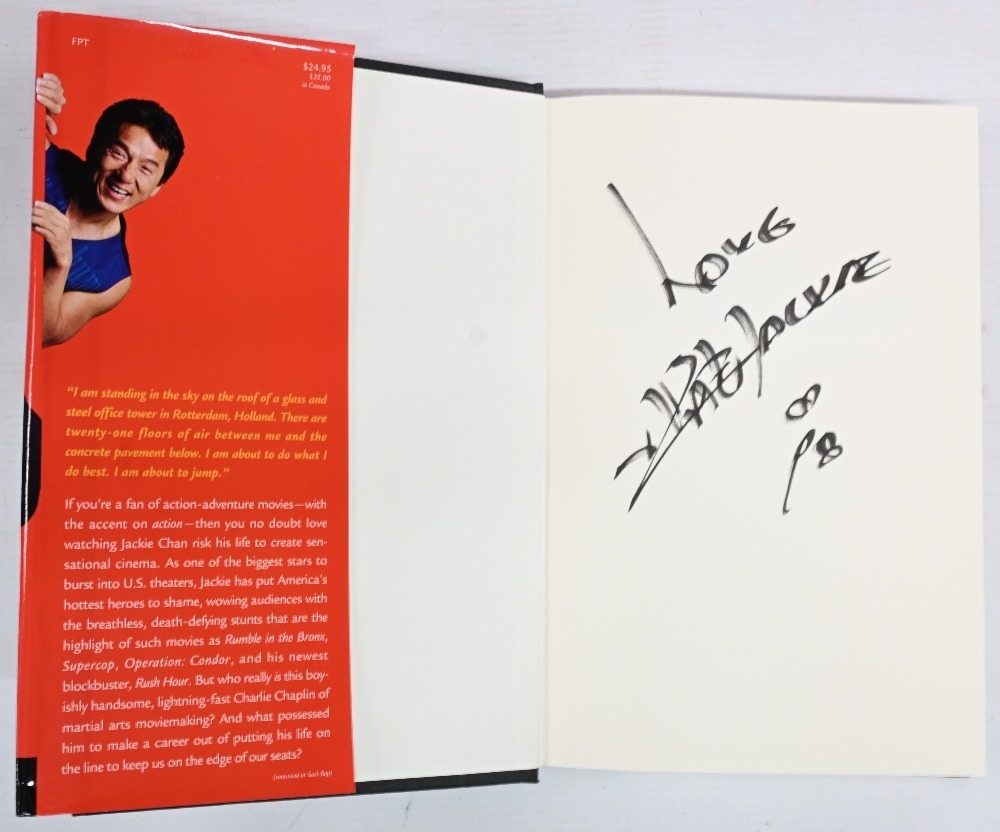 FPT
$24.95
$35.00
in Canada
"I am standing in the sky on the roof of a glass and
steel office tower in Rotterdam, Holland. There are
twenty-one floors of air between me and the
concrete pavement below. I am about to do what I
do best. I am about to jump."
If you're a fan of action-adventure movies—with
the accent on action—then you no doubt love
watching Jackie Chan risk his life to create sen-
sational cinema. As one of the biggest stars to
burst into U.S. theaters, Jackie has put America's
hottest heroes to shame, wowing audiences with
the breathless, death-defying stunts that are the
highlight of such movies as Rumble in the Bronx,
Supercop, Operation: Condor, and his newest
blockbuster, Rush Hour. But who really is this boy-
ishly handsome, lightning-fast Charlie Chaplin of
martial arts moviemaking? And what possessed
him to make a career out of putting his life on
the line to keep us on the edge of our seats?
(continued on back flap)
Love
Jackie
98